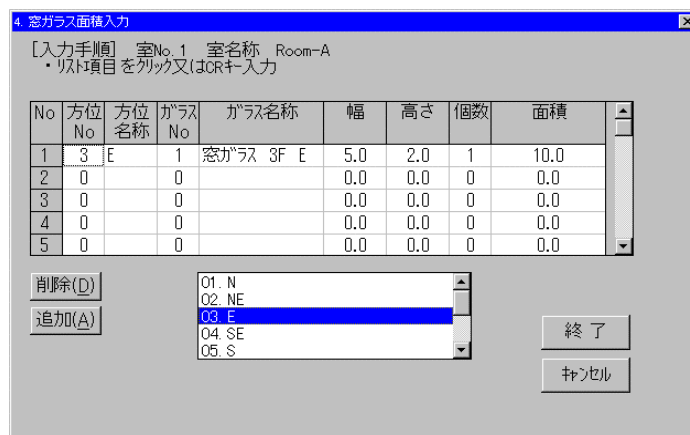 4. 窓ガラス面積入力
[入力手順] 室No. 1 室名称 Room-A
・ﾘｽﾄｴ項目をｸﾘｯｸ又はCRｷｰ入力
No 方位No 方位名称 ｶﾞﾗｽNo ガラス名称 幅 高さ 個数 面積
1 3 E 1 窓ｶﾞﾗｽ 3F E 5.0 2.0 1 10.0
2 0 0 0.0 0.0 0 0.0
3 0 0 0.0 0.0 0 0.0
4 0 0 0.0 0.0 0 0.0
5 0 0 0.0 0.0 0 0.0
削除(D)
追加(A)
01. N
02. NE
03. E
04. SE
05. S
終 了
ｷｬﾝｾﾙ